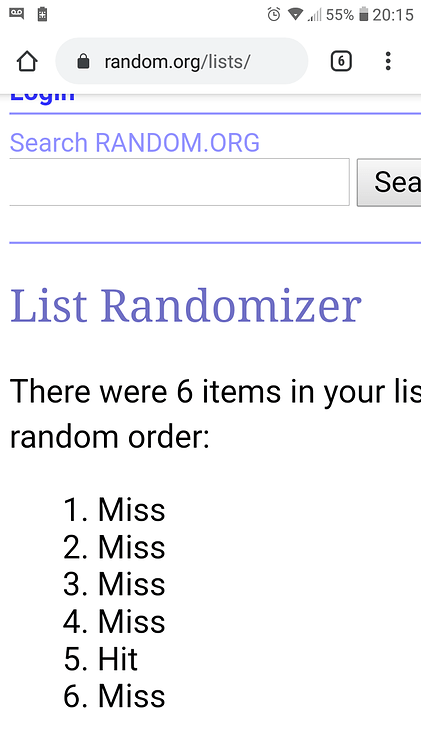 55% 20:15
random.org/lists/ 6
Login
Search RANDOM.ORG
Sea
List Randomizer
There were 6 items in your lis
random order:
1. Miss
2. Miss
3. Miss
4. Miss
5. Hit
6. Miss